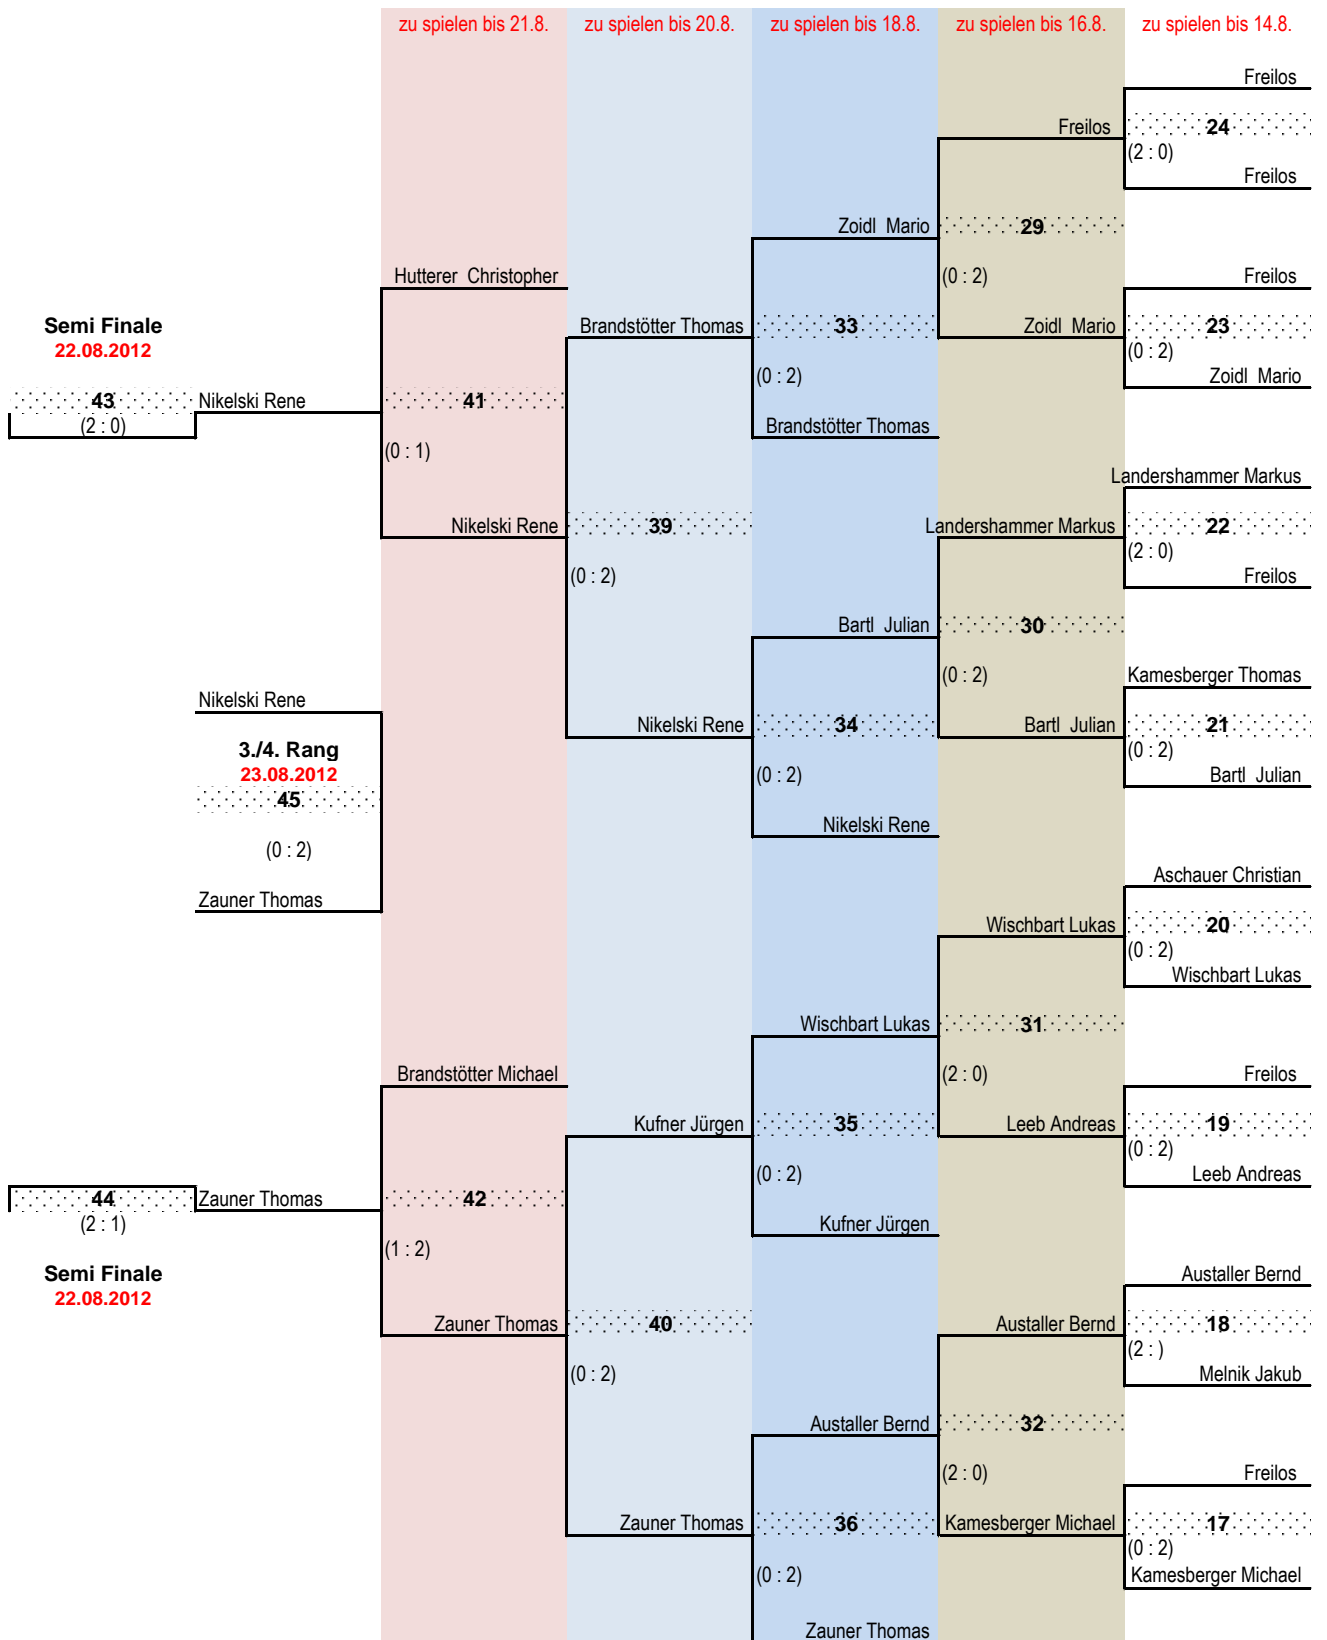 zu spielen bis 21.8. zu spielen bis 20.8. zu spielen bis 18.8. zu spielen bis 16.8. zu spielen bis 14.8.
Freilos
Freilos 24
(2 : 0)
Freilos
Zoidl Mario 29
Hutterer Christopher (0 : 2) Freilos
Semi Finale Brandstötter Thomas 33 Zoidl Mario 23
22.08.2012 (0 : 2)
(0 : 2) Zoidl Mario
43 Nikelski Rene 41
(2 : 0) Brandstötter Thomas
(0 : 1)
Landershammer Markus
Nikelski Rene 39 Landershammer Markus 22
(2 : 0)
(0 : 2) Freilos
Bartl Julian 30
(0 : 2) Kamesberger Thomas
Nikelski Rene
Nikelski Rene 34 Bartl Julian 21
3./4. Rang (0 : 2)
23.08.2012 (0 : 2) Bartl Julian
45
Nikelski Rene
(0 : 2)
Aschauer Christian
Zauner Thomas
Wischbart Lukas 20
(0 : 2)
Wischbart Lukas
Wischbart Lukas 31
Brandstötter Michael (2 : 0) Freilos
Kufner Jürgen 35 Leeb Andreas 19
(0 : 2)
(0 : 2) Leeb Andreas
44 Zauner Thomas 42
(2 : 1) Kufner Jürgen
(1 : 2)
Semi Finale Austaller Bernd
22.08.2012
Zauner Thomas 40 Austaller Bernd 18
(2 : )
(0 : 2) Melnik Jakub
Austaller Bernd 32
(2 : 0) Freilos
Zauner Thomas 36 Kamesberger Michael 17
(0 : 2)
(0 : 2) Kamesberger Michael
Zauner Thomas